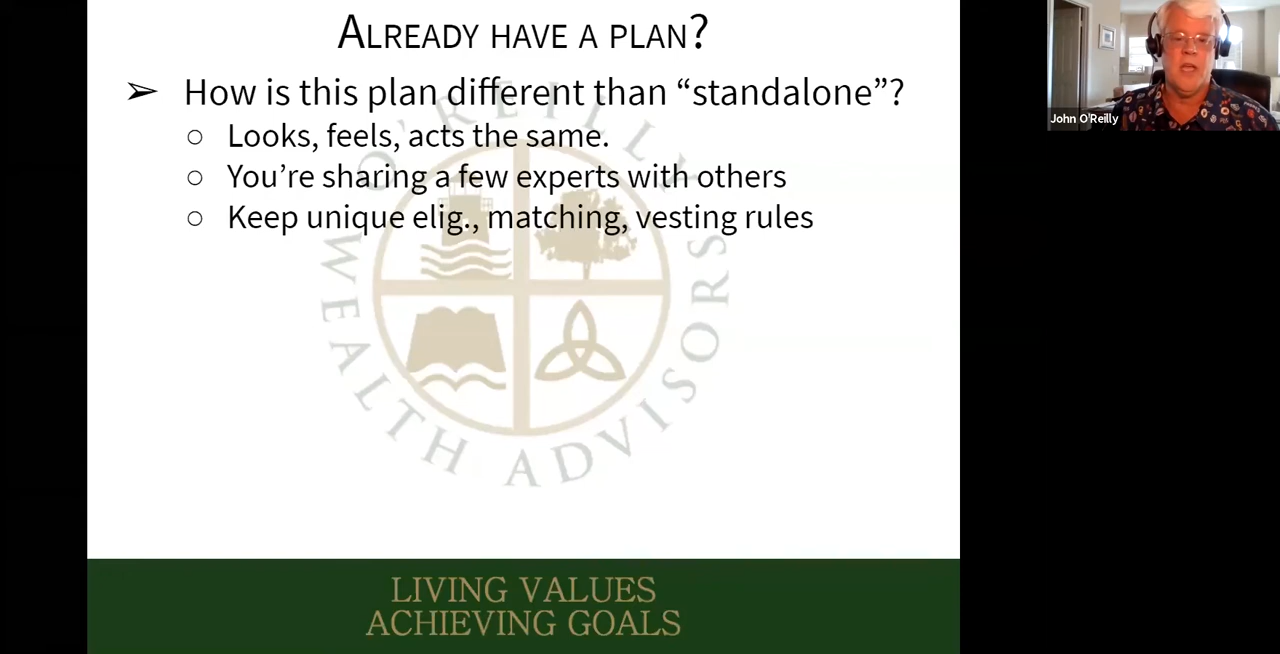 ALREADY HAVE A PLAN?
➢ How is this plan different than “standalone”?
○ Looks, feels, acts the same.
○ You’re sharing a few experts with others
○ Keep unique elig., matching, vesting rules
O'REILLY
WEALTH ADVISORS
LIVING VALUES
ACHIEVING GOALS
John O'Reilly